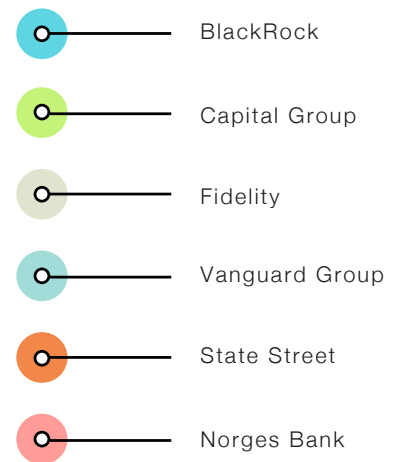 BlackRock
Capital Group
Fidelity
Vanguard Group
State Street
Norges Bank